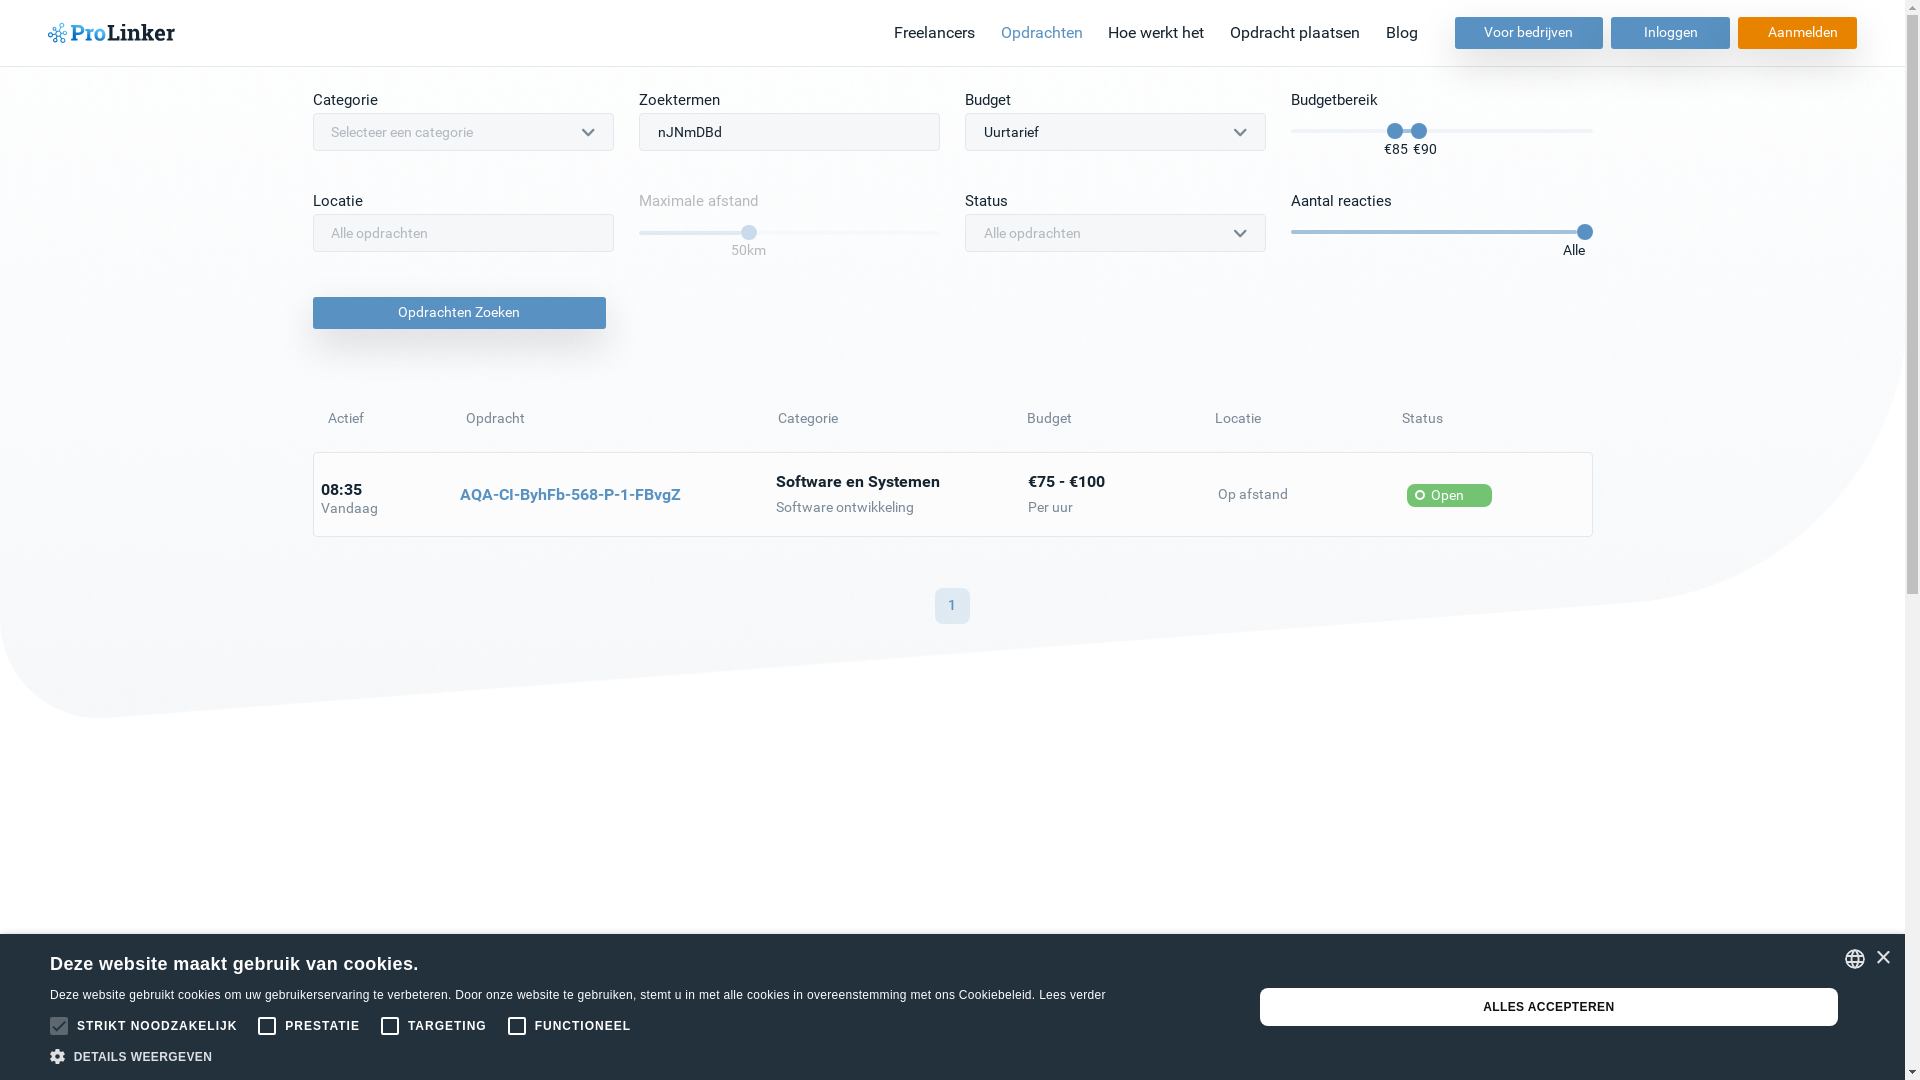 ProLinker
Freelancers Opdrachten Hoe werkt het Opdracht plaatsen Blog Voor bedrijven Inloggen Aanmelden
Categorie Zoektermen Budget Budgetbereik
Selecteer een categorie nJNmDBd Uurtarief
€85 €90
Locatie Maximale afstand Status Aantal reacties
Alle opdrachten Alle opdrachten
50km Alle
Opdrachten Zoeken
Actief Opdracht Categorie Budget Locatie Status
08:35 AQA-CI-ByhFb-568-P-1-FBvgZ Software en Systemen €75 - €100 Op afstand Open
Vandaag Software ontwikkeling Per uur
1
Deze website maakt gebruik van cookies.
Deze website gebruikt cookies om uw gebruikerservaring te verbeteren. Door onze website te gebruiken, stemt u in met alle cookies in overeenstemming met ons Cookiebeleid. Lees verder
STRIKT NOODZAKELIJK PRESTATIE TARGETING FUNCTIONEEL
DETAILS WEERGEVEN
ALLES ACCEPTEREN